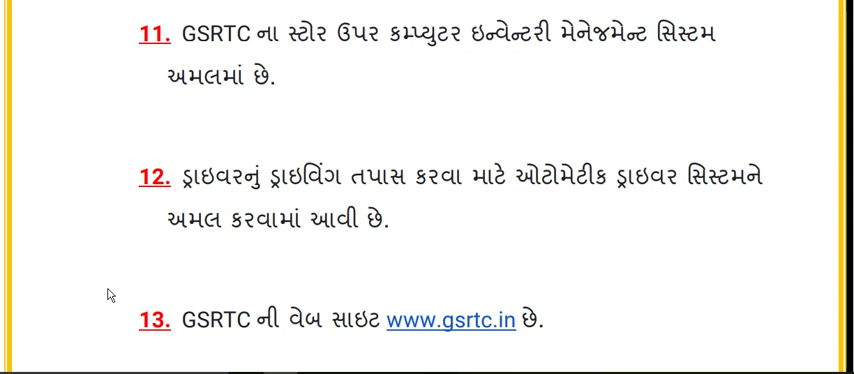 11. GSRTC ના સ્ટોર ઉપર કમ્પ્યુટર ઇન્વેન્ટરી મેનેજમેન્ટ સિસ્ટમ
અમલમાં છે.
12. ડ્રાઇવરનું ડ્રાઇવિંગ તપાસ કરવા માટે ઓટોમેટીક ડ્રાઇવર સિસ્ટમને
અમલ કરવામાં આવી છે.
13. GSRTC ની વેબ સાઇટ www.gsrtc.in છે.